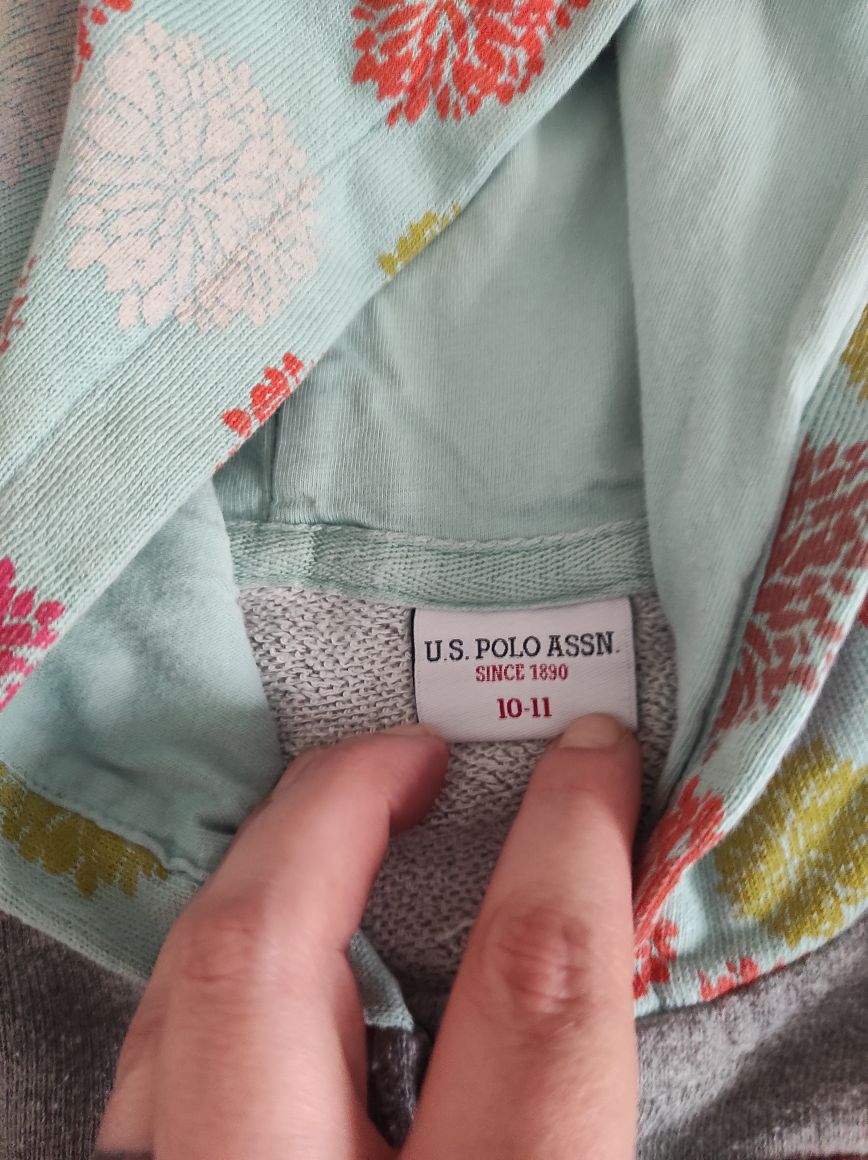 U.S. POLO ASSN.
SINCE 1890
10-11